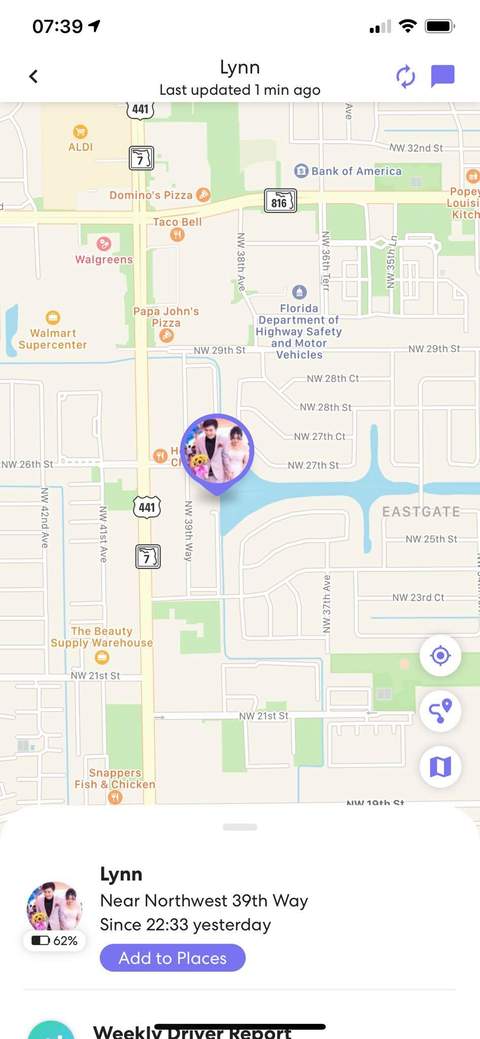 07:39
Lynn
Last updated 1 min ago
441
Ave
ALDI
7
NW 32nd St
Bank of America
Domino's Pizza
816
Popey
Louisi
Kitch
Taco Bell
Walgreens
NW 38th Ave
NW 36th Terr
NW 35th Ln
Papa John's
Pizza
Florida
Department of
Highway Safety
and Motor
Vehicles
Walmart
Supercenter
NW 29th St
NW 29th St
NW 28th Ct
NW 28th St
NW 27th Ct
NW 27th St
NW 26th St
441
EASTGATE
NW 42nd Ave
NW 41st Ave
NW 39th Way
NW 25th St
7
NW 37th Ave
NW 23rd Ct
The Beauty
Supply Warehouse
NW 21st St
NW 21st St
Snappers
Fish & Chicken
NW 19th St
Lynn
Near Northwest 39th Way
Since 22:33 yesterday
62%
Add to Places
Weekly Driver Report